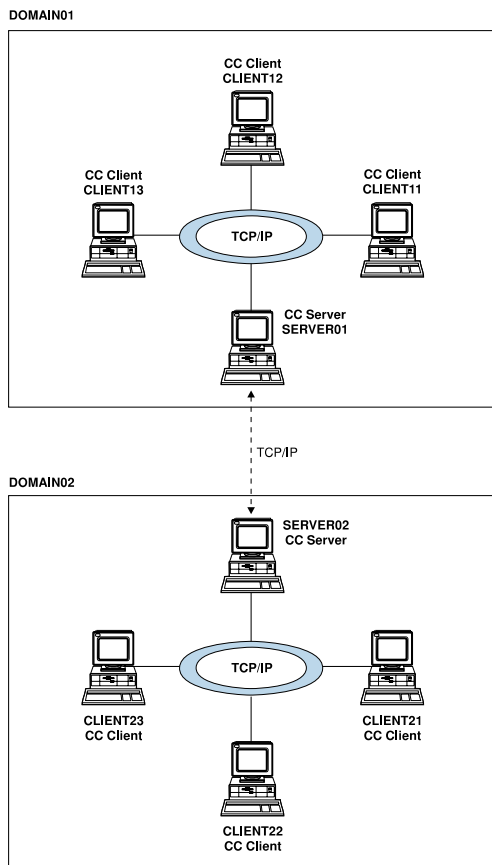 DOMAIN01
CC Client
CLIENT12
CC Client
CLIENT13
CC Client
CLIENT11
TCP/IP
CC Server
SERVER01
TCP/IP
DOMAIN02
SERVER02
CC Server
TCP/IP
CLIENT23
CC Client
CLIENT21
CC Client
CLIENT22
CC Client